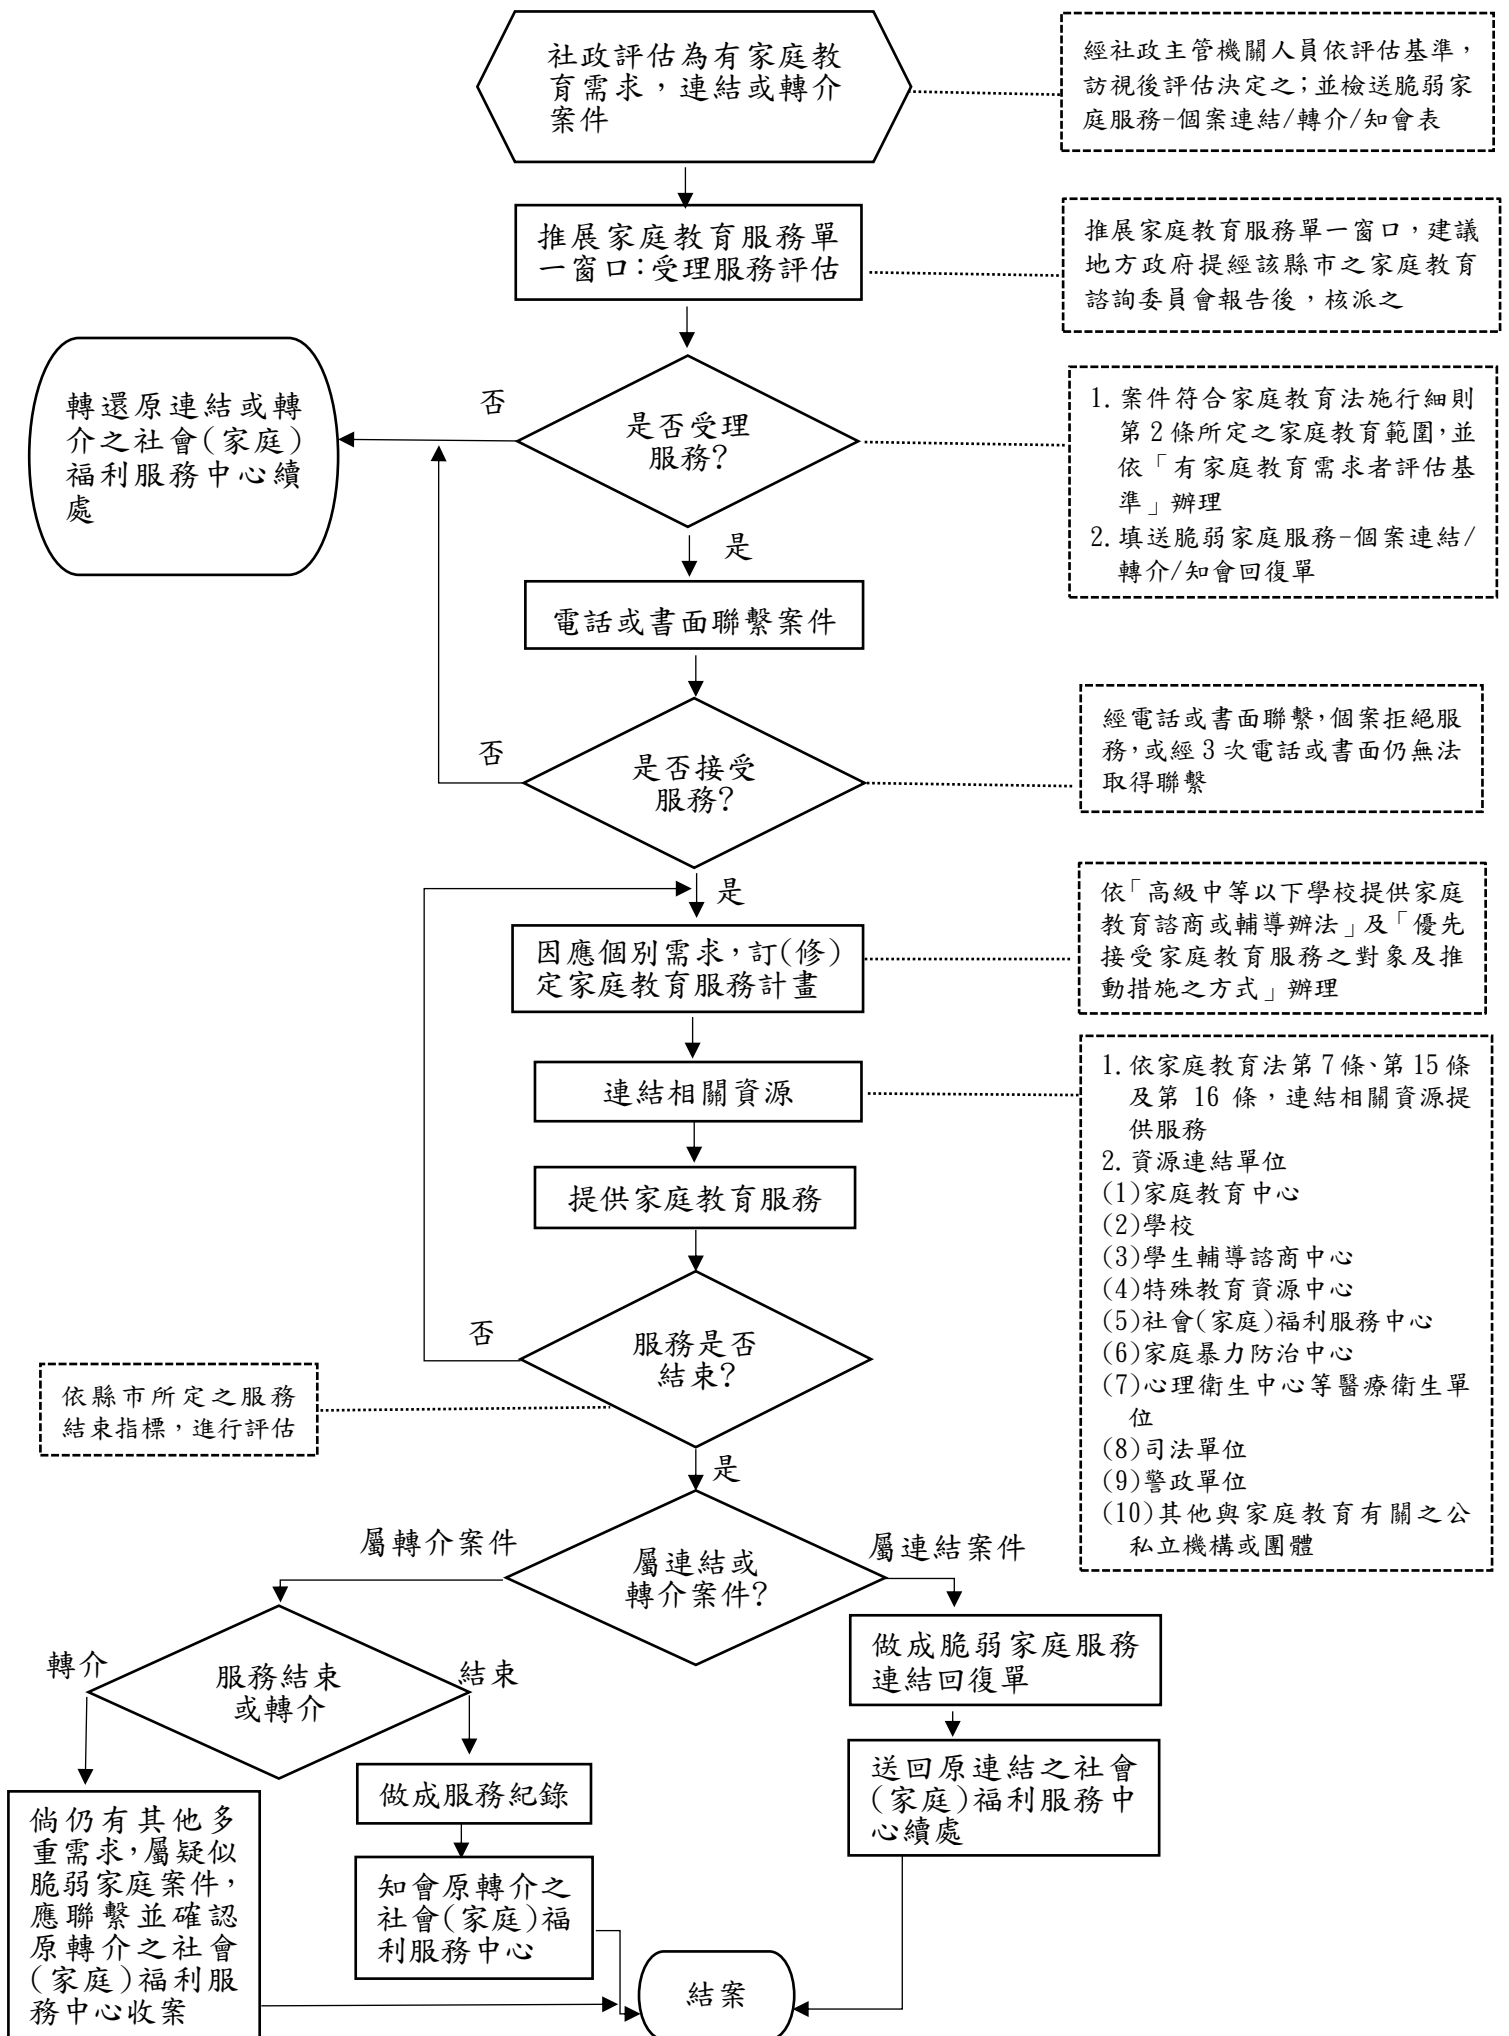 社政評估為有家庭教
育需求，連結或轉介
案件
經社政主管機關人員依評估基準，
訪視後評估決定之；並檢送脆弱家
庭服務-個案連結/轉介/知會表
推展家庭教育服務單
一窗口：受理服務評估
推展家庭教育服務單一窗口，建議
地方政府提經該縣市之家庭教育
諮詢委員會報告後，核派之
轉還原連結或轉
介之社會(家庭)
福利服務中心續
處
否
是否受理
服務？
1. 案件符合家庭教育法施行細則
第 2 條所定之家庭教育範圍，並
依「有家庭教育需求者評估基
準」辦理
2. 填送脆弱家庭服務-個案連結/
轉介/知會回復單
是
電話或書面聯繫案件
否
是否接受
服務？
經電話或書面聯繫，個案拒絕服
務，或經 3 次電話或書面仍無法
取得聯繫
是
因應個別需求，訂(修)
定家庭教育服務計畫
依「高級中等以下學校提供家庭
教育諮商或輔導辦法」及「優先
接受家庭教育服務之對象及推
動措施之方式」辦理
連結相關資源
1. 依家庭教育法第 7 條、第 15 條
及第 16 條，連結相關資源提
供服務
2. 資源連結單位
(1)家庭教育中心
(2)學校
(3)學生輔導諮商中心
(4)特殊教育資源中心
(5)社會(家庭)福利服務中心
(6)家庭暴力防治中心
(7)心理衛生中心等醫療衛生單
位
(8)司法單位
(9)警政單位
(10)其他與家庭教育有關之公
私立機構或團體
提供家庭教育服務
否
服務是否
結束？
依縣市所定之服務
結束指標，進行評估
是
屬轉介案件
屬連結或
轉介案件？
屬連結案件
轉介
服務結束
或轉介
結束
做成脆弱家庭服務
連結回復單
送回原連結之社會
(家庭)福利服務中
心續處
做成服務紀錄
倘仍有其他多
重需求，屬疑似
脆弱家庭案件，
應聯繫並確認
原轉介之社會
(家庭)福利服
務中心收案
知會原轉介之
社會(家庭)福
利服務中心
結案